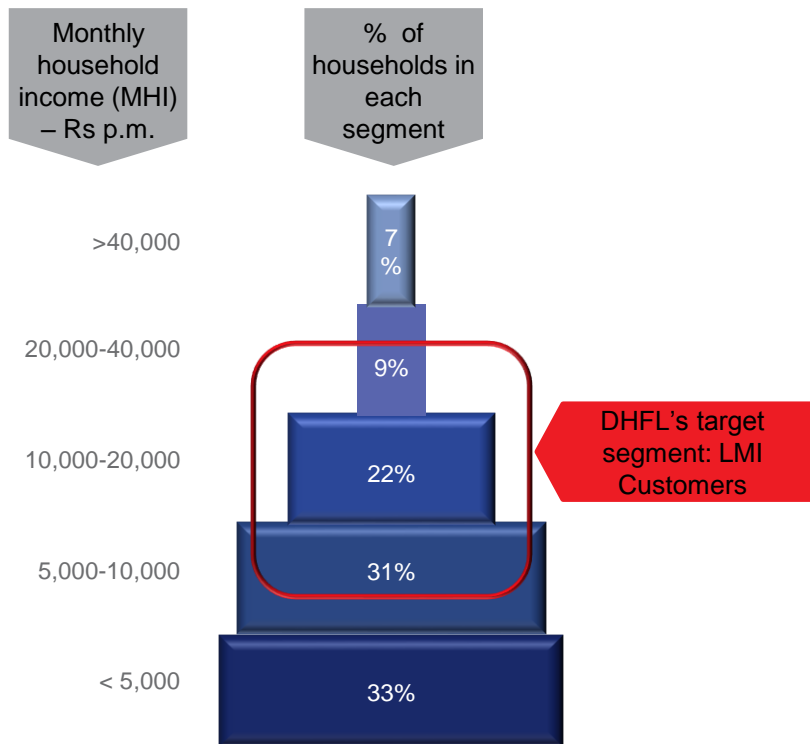 Monthly
household
income (MHI)
– Rs p.m.
% of
households in
each
segment
>40,000
7
%
20,000-40,000
9%
10,000-20,000
22%
DHFL's target
segment: LMI
Customers
5,000-10,000
31%
< 5,000
33%